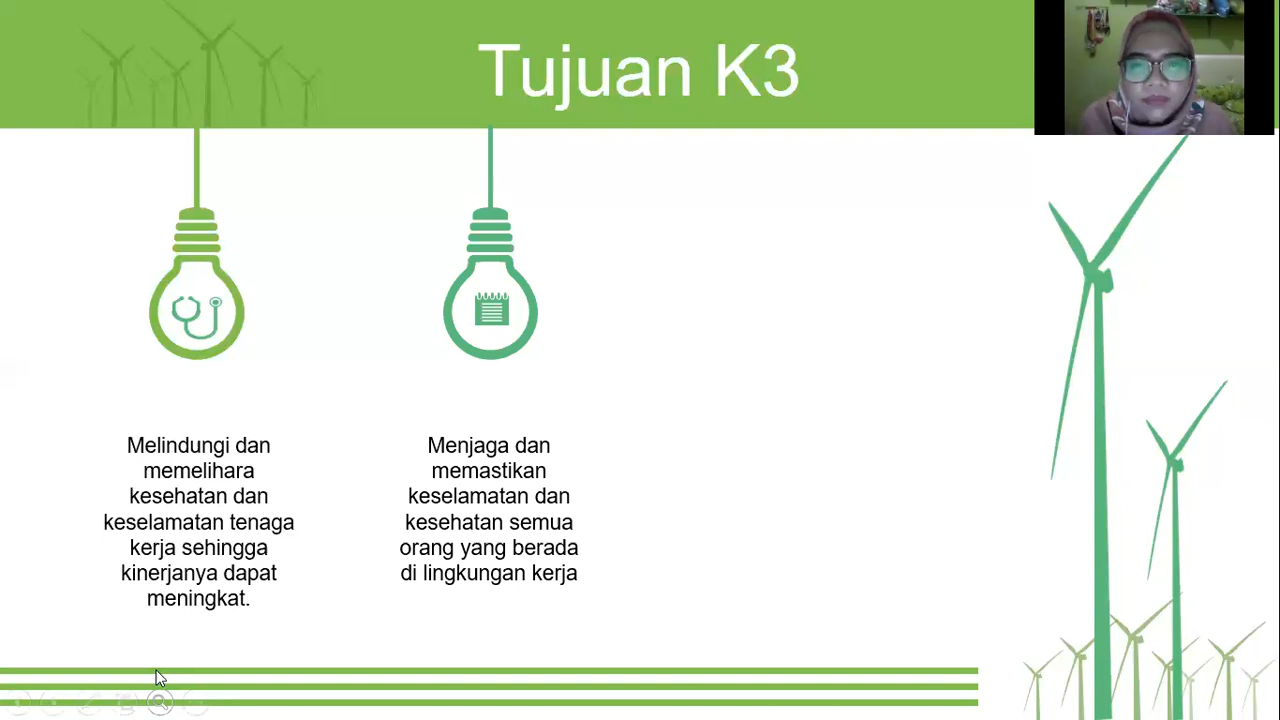 Tujuan K3
Melindungi dan
memelihara
kesehatan dan
keselamatan tenaga
kerja sehingga
kinerjanya dapat
meningkat.
Menjaga dan
memastikan
keselamatan dan
kesehatan semua
orang yang berada
di lingkungan kerja